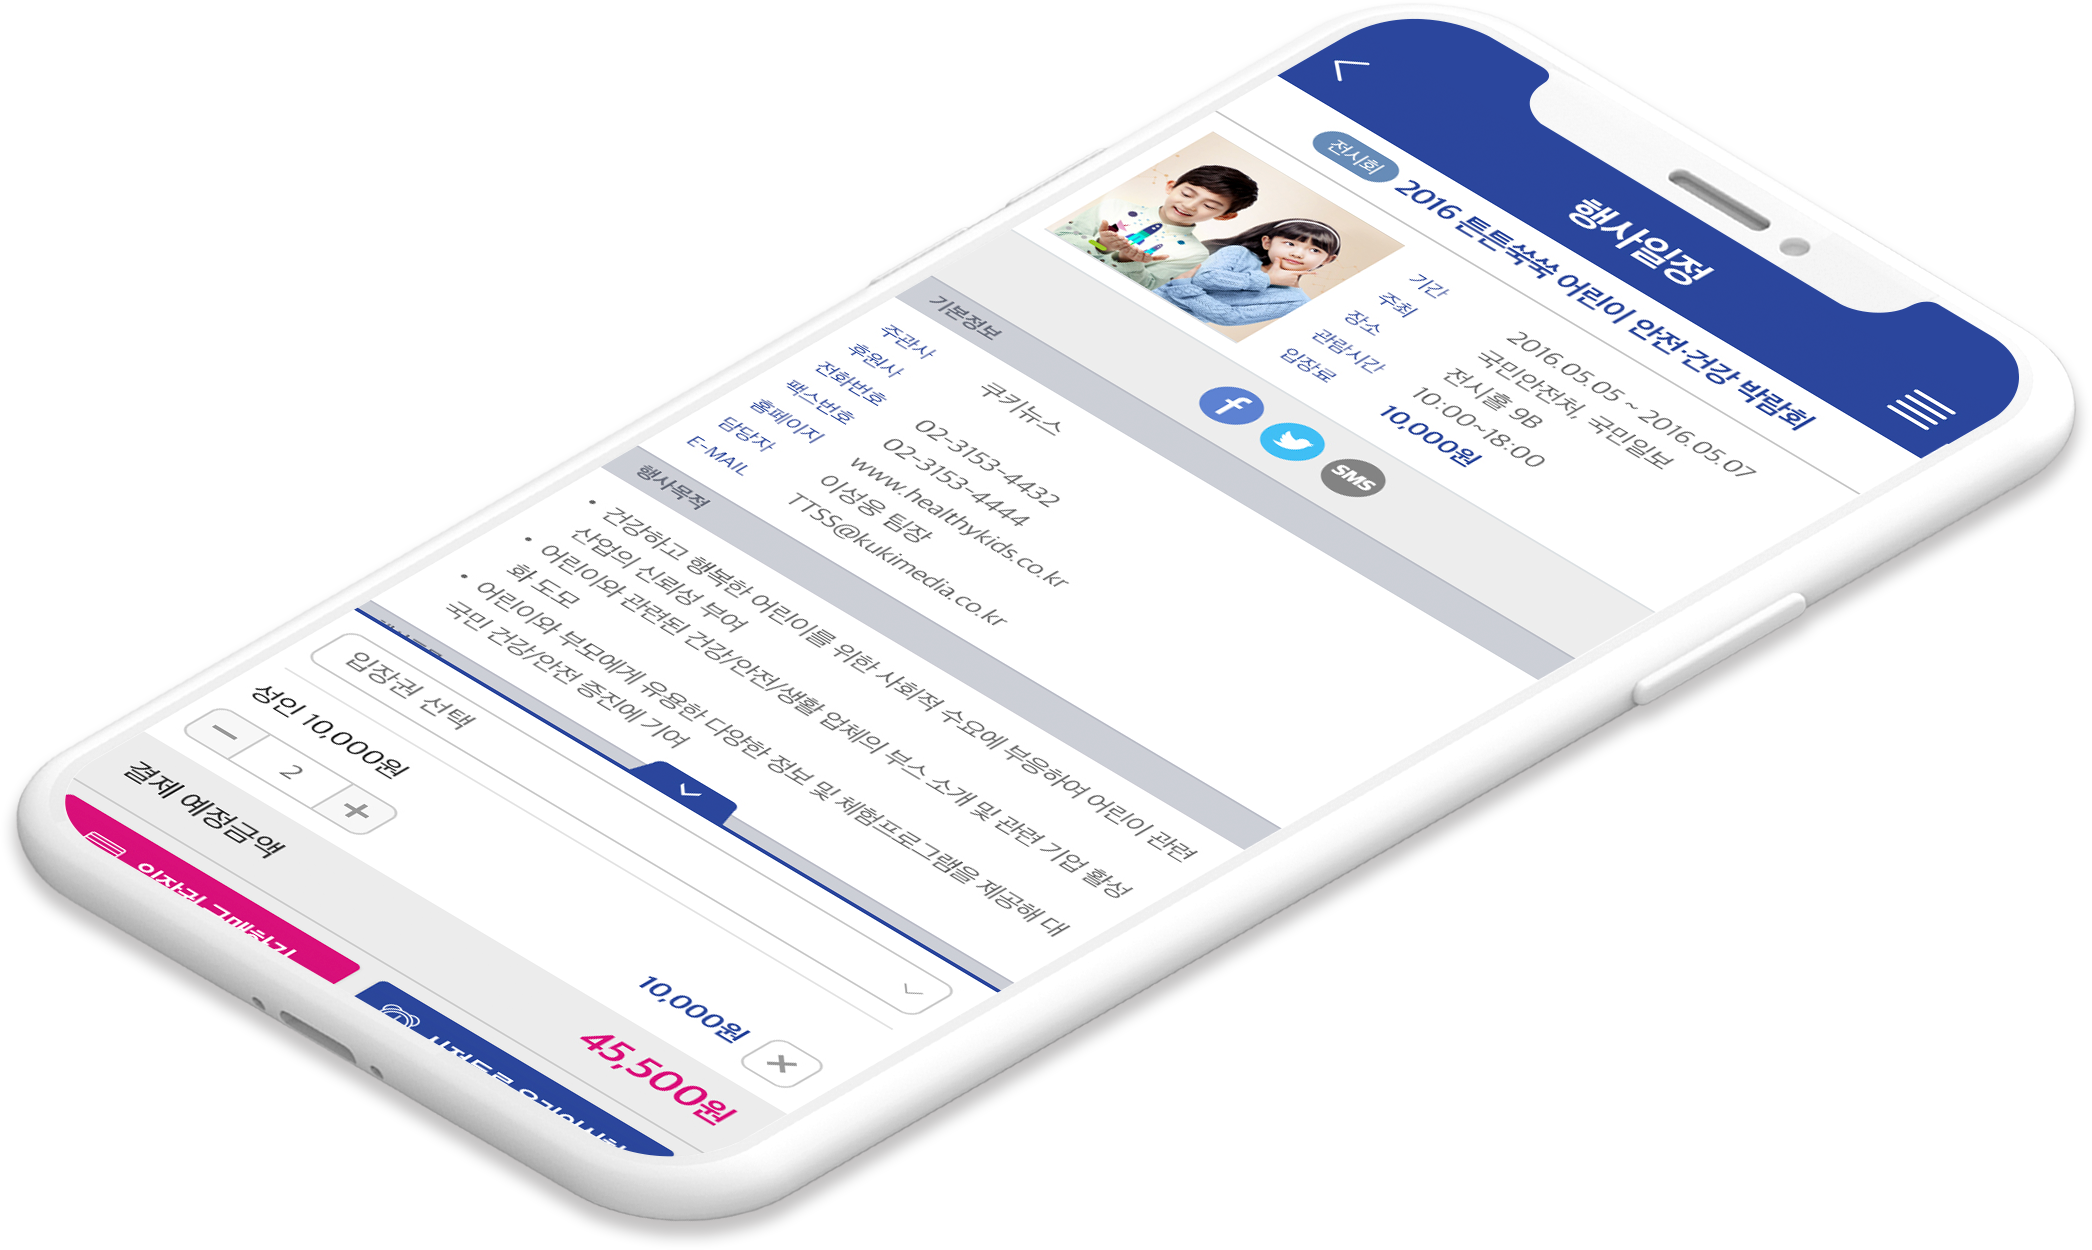 행사일정
전시회
2016 튼튼쑥쑥 어린이 안전·건강 박람회
기간 2016.05.05 ~ 2016.05.07
주최 국민안전처, 국민일보
장소 전시홀 9B
관람시간 10:00~18:00
입장료 10,000원
f
SMS
기본정보
주관사 쿠키뉴스
후원사
전화번호 02-3153-4432
팩스번호 02-3153-4444
홈페이지 www.healthykids.co.kr
담당자 이성웅 팀장
E-MAIL TTSS@kukimedia.co.kr
행사목적
• 건강하고 행복한 어린이를 위한 사회적 수요에 부응하여 어린이 관련
산업의 신뢰성 부여
• 어린이와 관련된 건강/안전/생활 업체의 부스 소개 및 관련 기업 활성
화 도모
• 어린이와 부모에게 유용한 다양한 정보 및 체험프로그램을 제공해 대
국민 건강/안전 증진에 기여
입장권 선택
성인 10,000원
2
10,000원
결제 예정금액
45,500원
입장권 구매하기